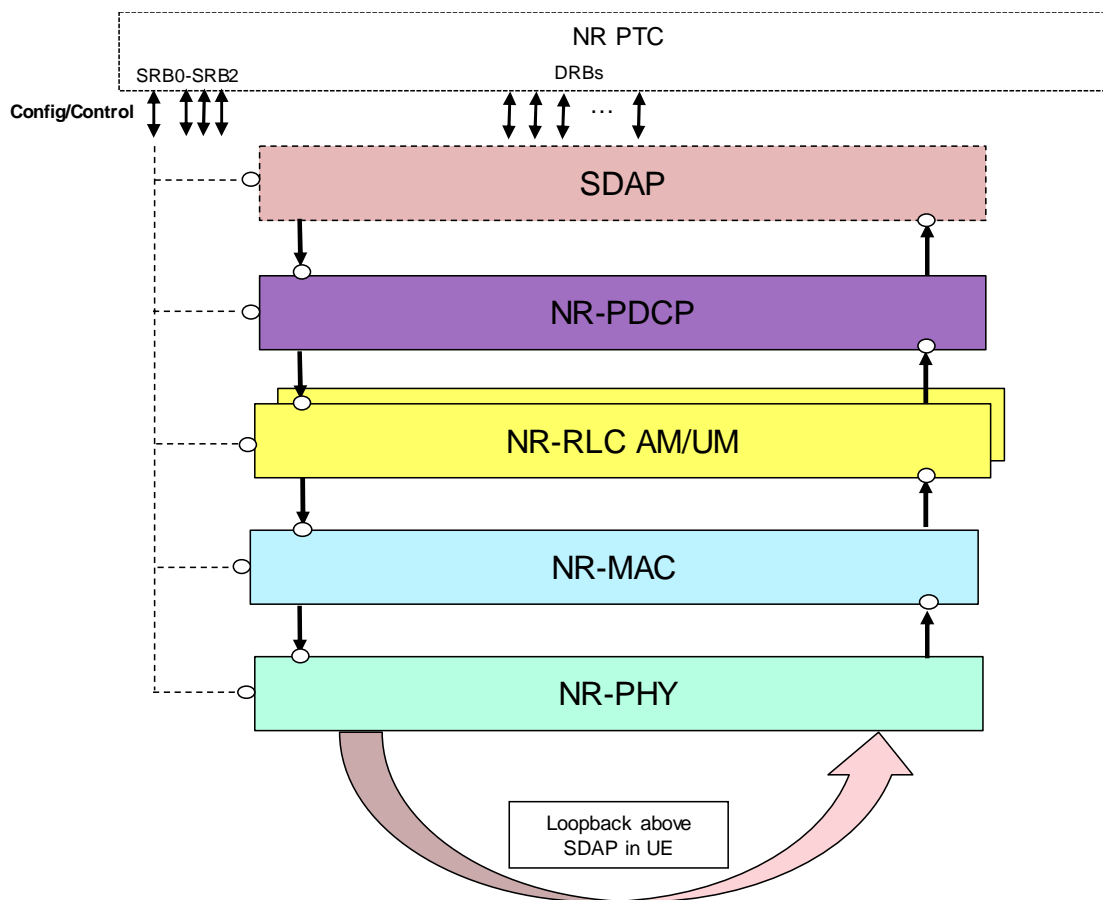 NR PTC
SRB0-SRB2
DRBs
Config/Control
...
SDAP
NR-PDCP
NR-RLC AM/UM
NR-MAC
NR-PHY
Loopback above
SDAP in UE